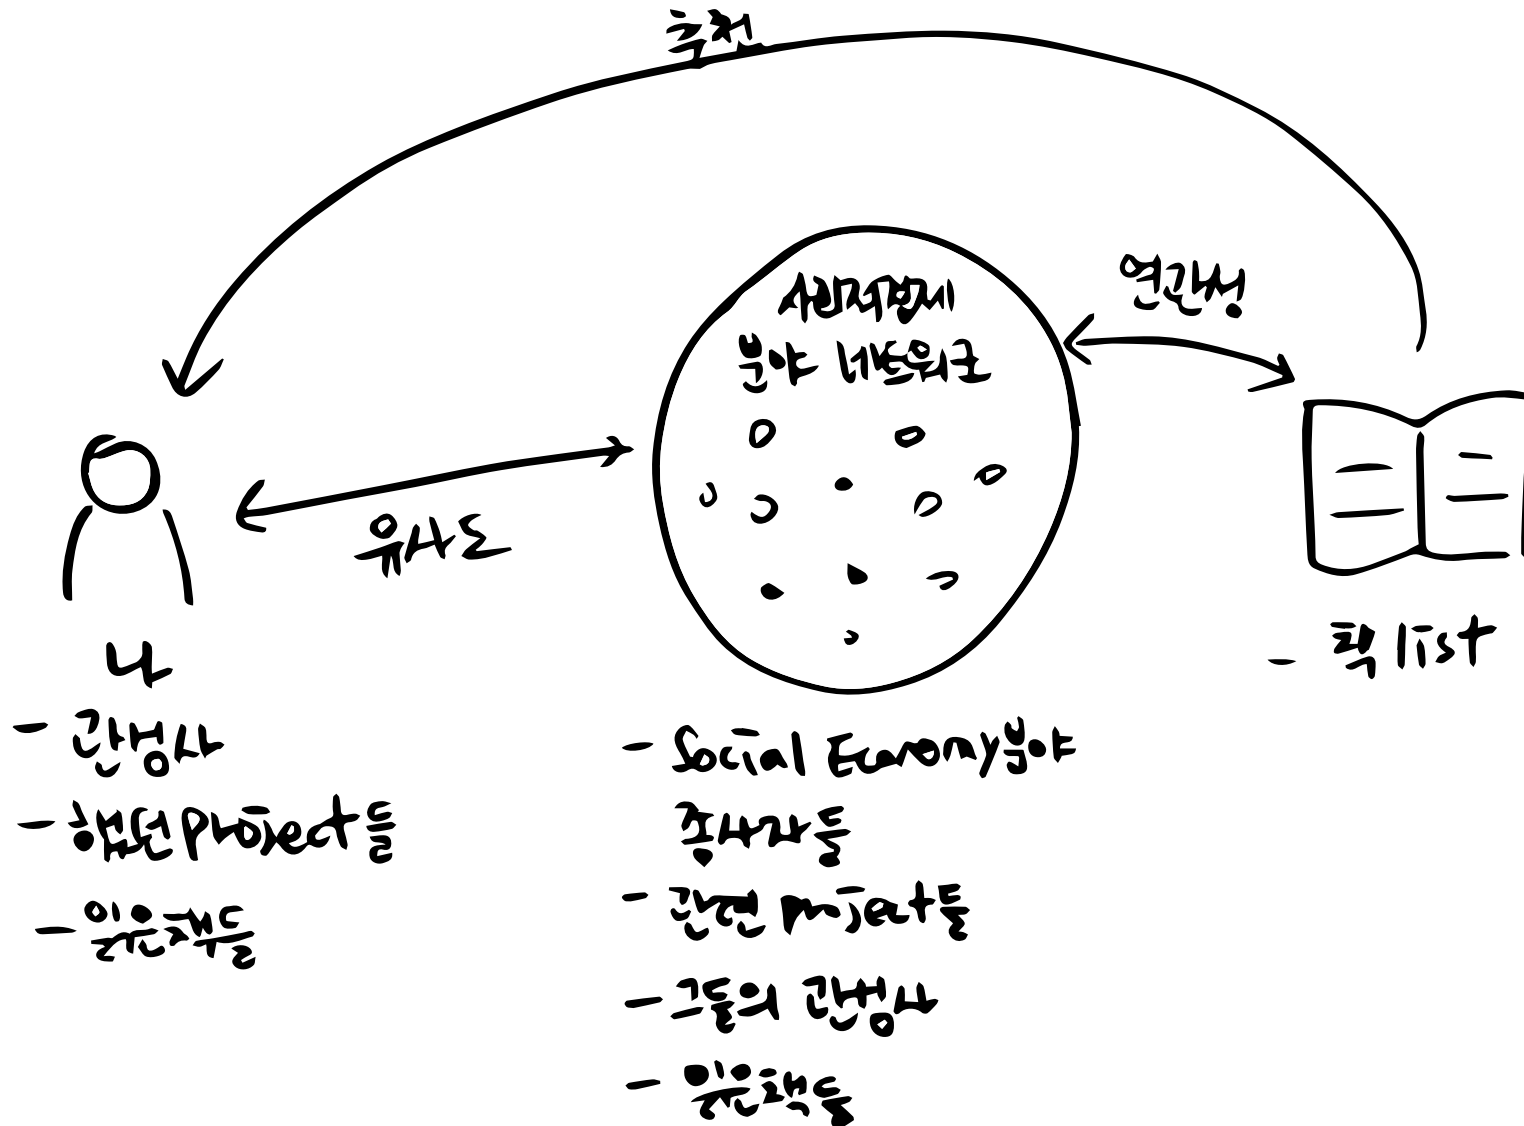 추천
사회적경제
분야 네트워크
연관성
유사도
나
- 관심사
- 했던 project들
- 읽은책들
- Social Economy분야
종사자들
- 관련 project들
- 그들의 관심사
- 읽은책들
- 책 list